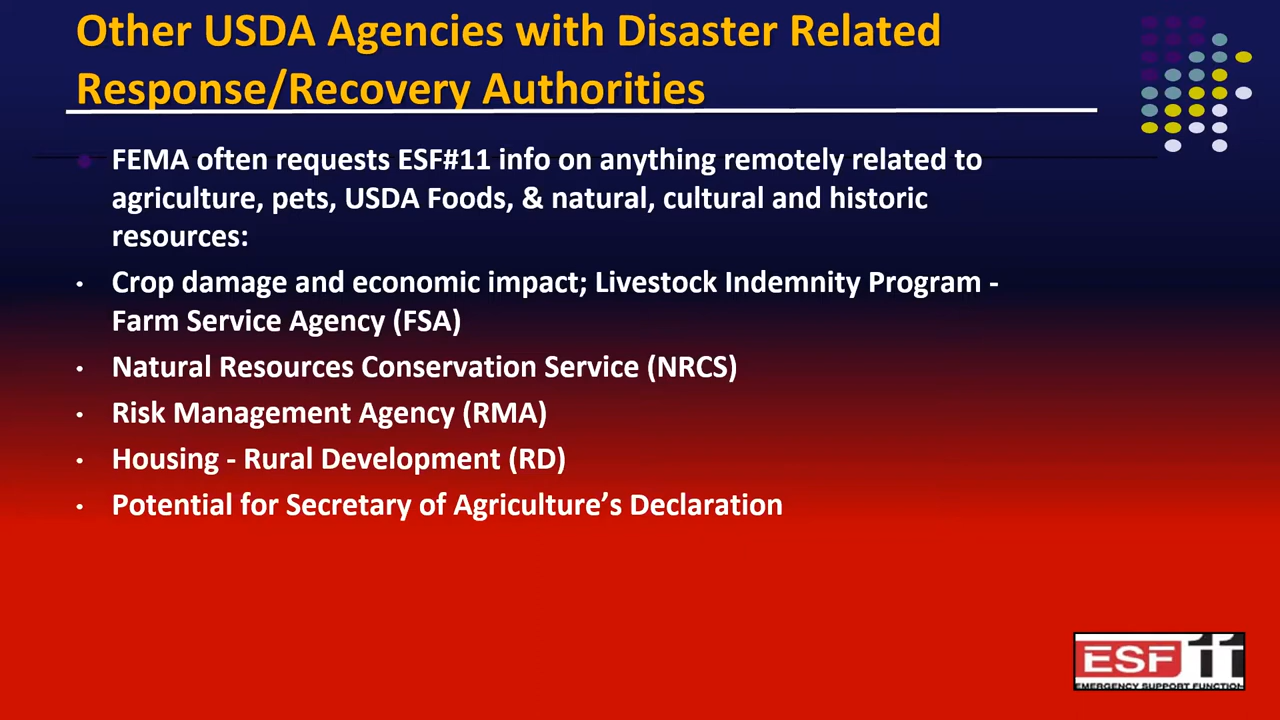 Other USDA Agencies with Disaster Related
Response/Recovery Authorities
FEMA often requests ESF#11 info on anything remotely related to
agriculture, pets, USDA Foods, & natural, cultural and historic
resources:
• Crop damage and economic impact; Livestock Indemnity Program -
Farm Service Agency (FSA)
• Natural Resources Conservation Service (NRCS)
• Risk Management Agency (RMA)
• Housing - Rural Development (RD)
• Potential for Secretary of Agriculture’s Declaration
ESF 11
EMERGENCY SUPPORT FUNCTION